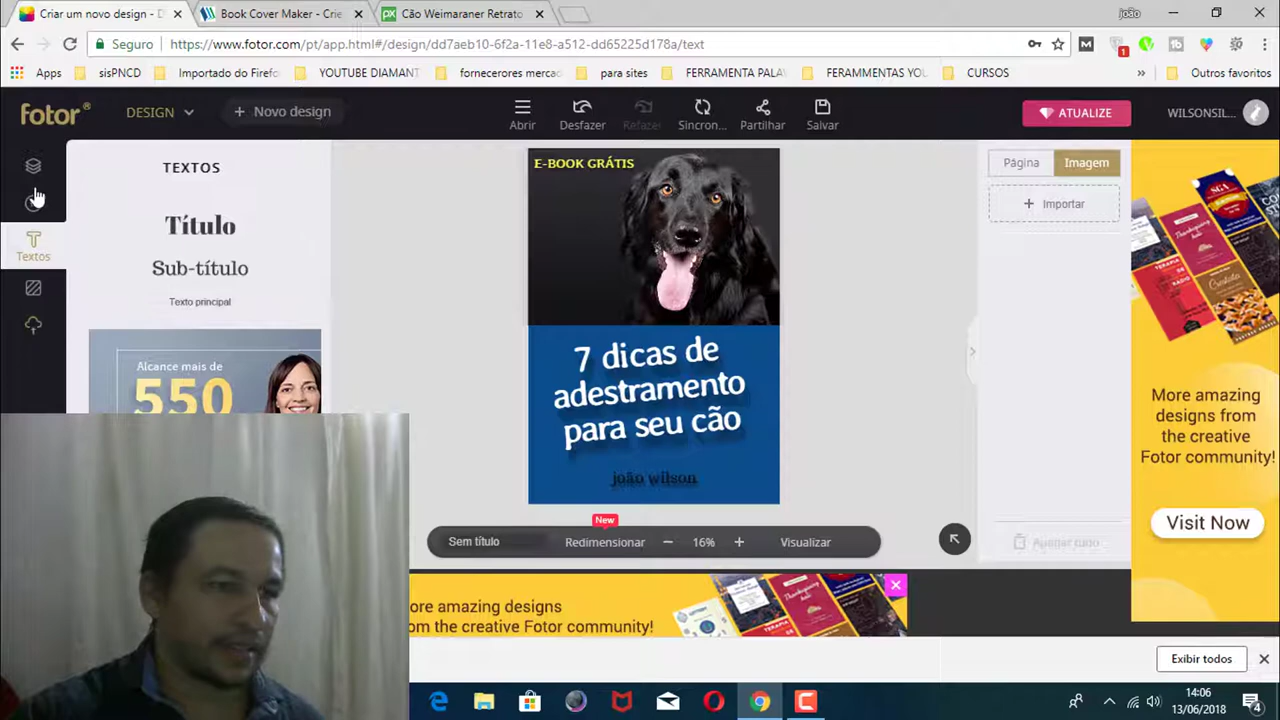 Criar um novo design - D
Book Cover Maker - Crie
Cão Weimaraner Retrato
joão
Seguro
https://www.fotor.com/pt/app.html#/design/dd7aeb10-6f2a-11e8-a512-dd65225d178a/text
Apps
sisPNCD
Importado do Firefo
YOUTUBE DIAMANT
fornecerores merca
para sites
FERRAMENTA PALA
FERAMMENTAS YOU
CURSOS
»
Outros favoritos
fotor®
DESIGN
+ Novo design
Abrir
Desfazer
Refazer
Sincron...
Partilhar
Salvar
ATUALIZE
WILSONSIL...
TEXTOS
Título
Sub-título
Texto principal
Textos
Alcance mais de
550
E-BOOK GRÁTIS
7 dicas de
adestramento
para seu cão
joão wilson
Página
Imagem
+ Importar
Apagar tudo
New
Sem título
Redimensionar
− 16% +
Visualizar
More amazing
designs from
the creative
Fotor community!
Visit Now
ore amazing designs
om the creative Fotor community!
Exibir todos
14:06
13/06/2018
4